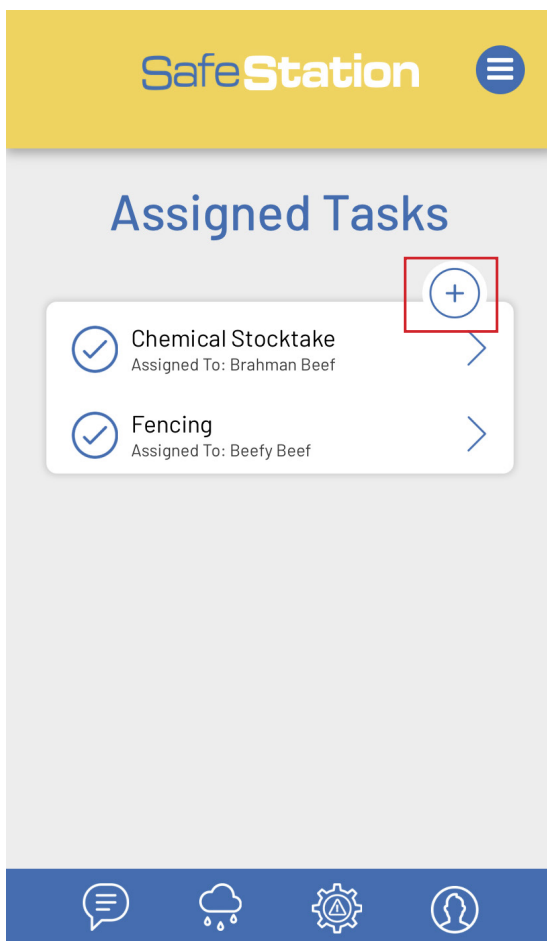 SafeStation
Assigned Tasks
Chemical Stocktake
Assigned To: Brahman Beef
Fencing
Assigned To: Beefy Beef